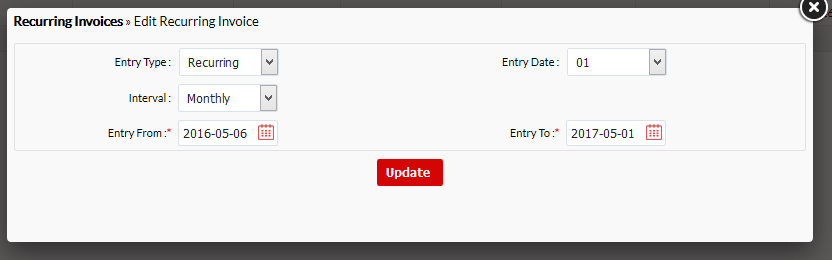 Recurring Invoices » Edit Recurring Invoice
Entry Type : Recurring Entry Date : 01
Interval : Monthly
Entry From :* 2016-05-06 Entry To :* 2017-05-01
Update